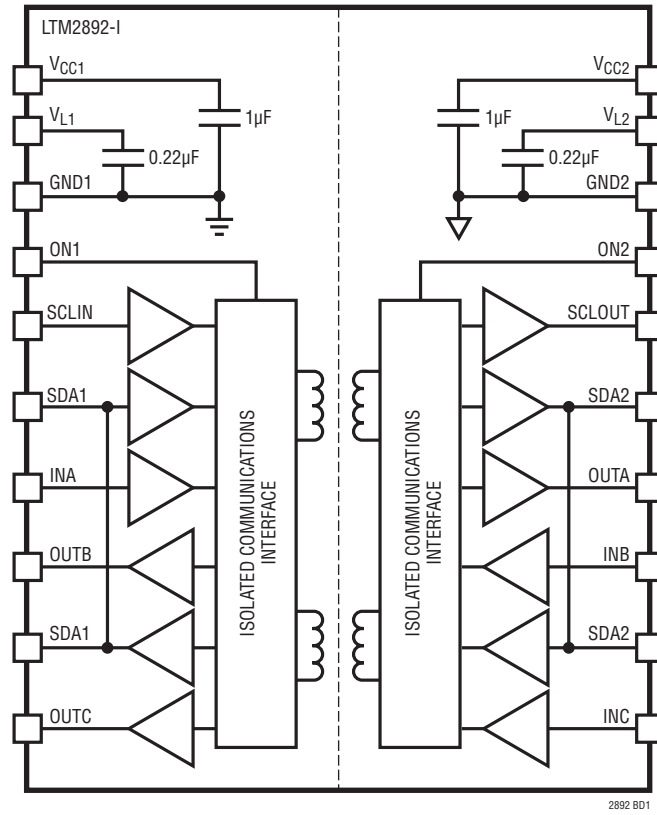 LTM2892-I
VCC1
VCC2
1µF
1µF
VL1
VL2
0.22µF
0.22µF
GND1
GND2
ON1
ON2
SCLIN
SCLOUT
SDA1
SDA2
INA
OUTA
ISOLATED COMMUNICATIONS
INTERFACE
ISOLATED COMMUNICATIONS
INTERFACE
OUTB
INB
SDA1
SDA2
OUTC
INC
2892 BD1